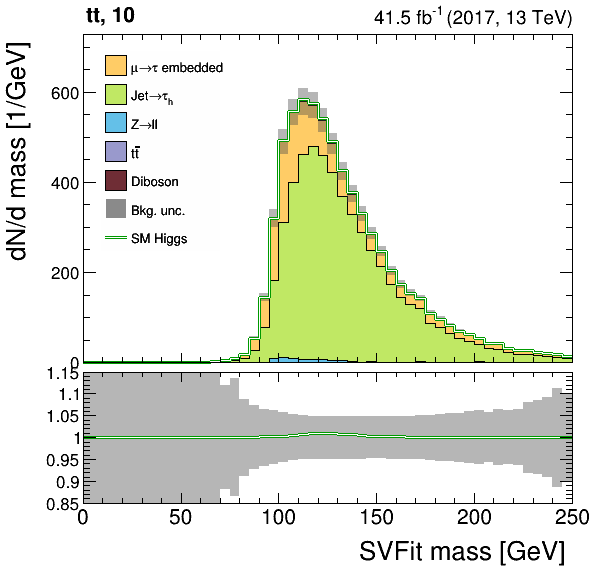 tt, 10
41.5 fb⁻¹ (2017, 13 TeV)
dN/d mass [1/GeV]
600
400
200
0
μ→τ embedded
Jet→τₕ
Z→ll
tt̄
Diboson
Bkg. unc.
SM Higgs
1.15
1.1
1.05
1
0.95
0.9
0.85
0 50 100 150 200 250
SVFit mass [GeV]